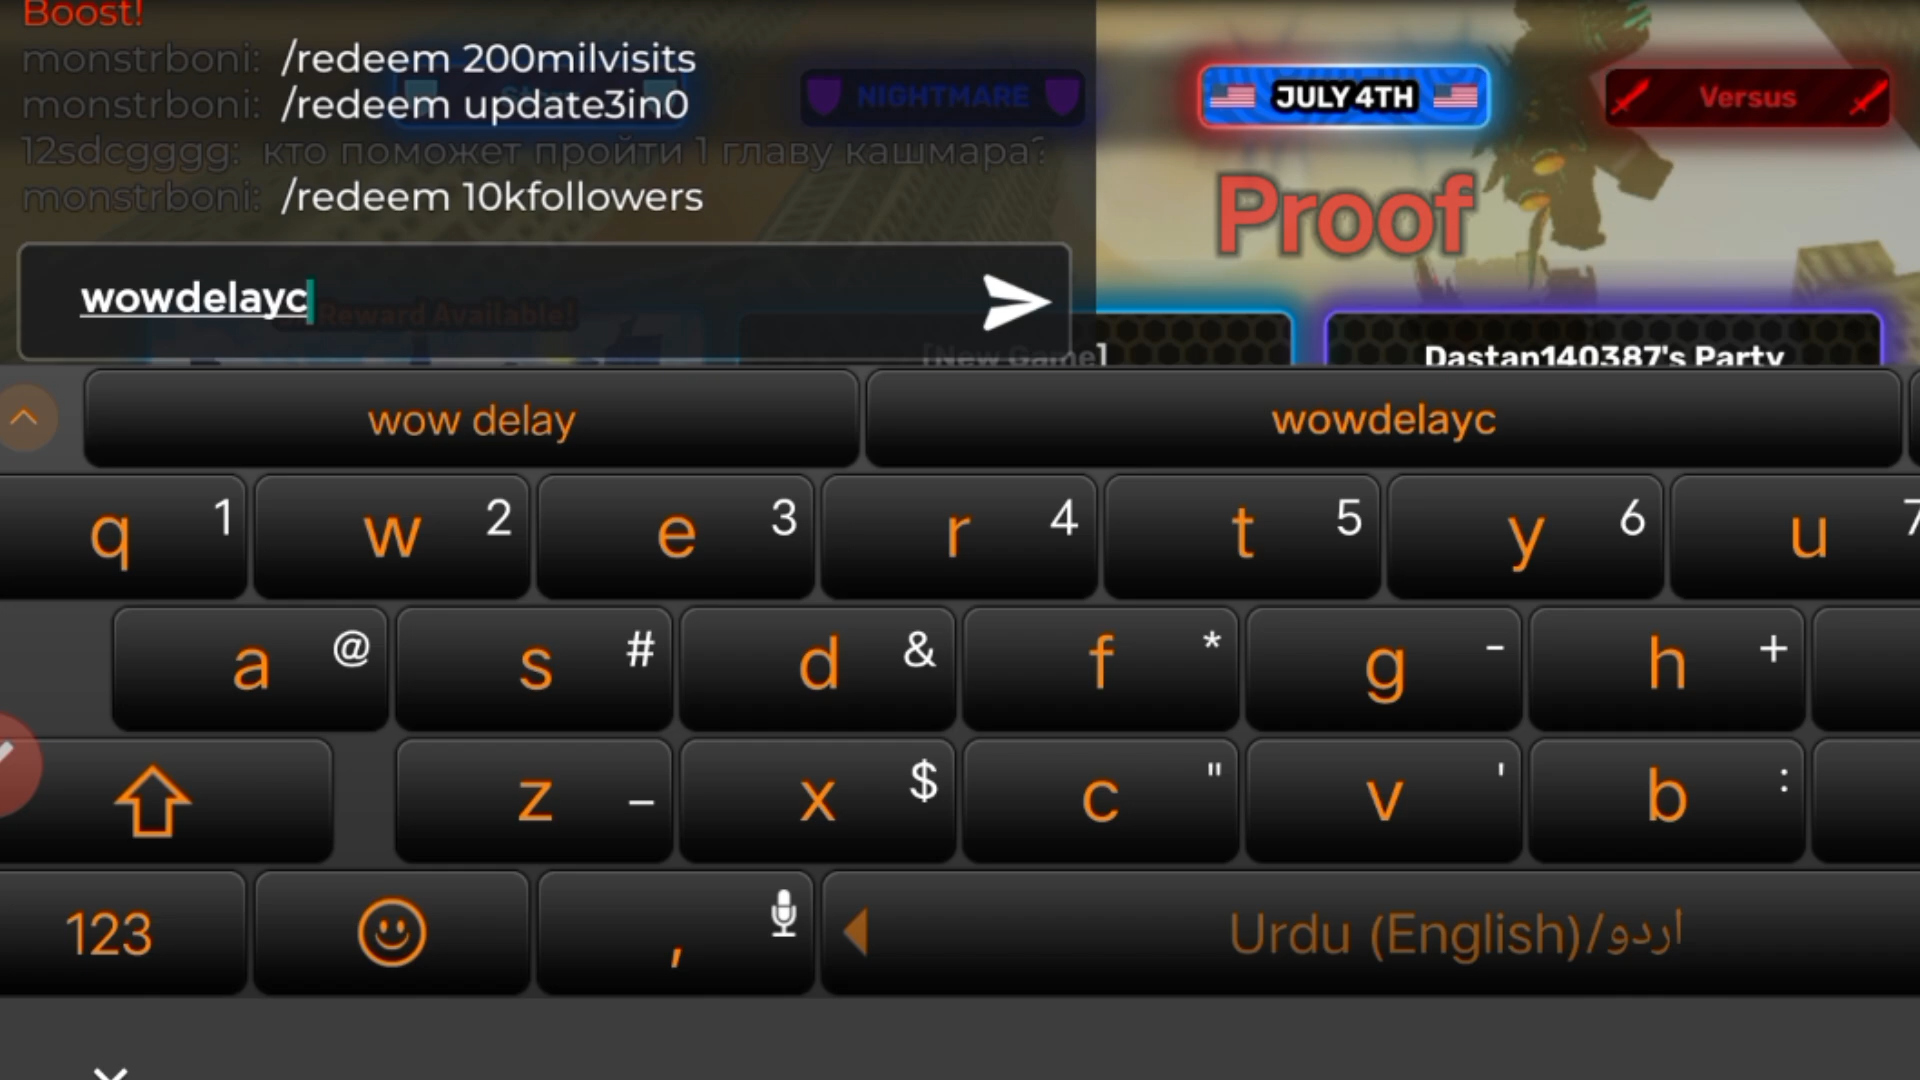 Boost!
monstrboni: /redeem 200milvisits
monstrboni: /redeem update3in0
12sdcgggg: кто поможет пройти 1 главу кашмара?
monstrboni: /redeem 10kfollowers
NIGHTMARE
JULY 4TH
Versus
Proof
wowdelayc
Reward Available!
[New Game]
Dastan140387's Party
wow delay
wowdelayc
q 1 w 2 e 3 r 4 t 5 y 6 u 7
a @ s # d & f * g - h +
z _ x $ c " v ' b :
123 , Urdu (English)/اردو